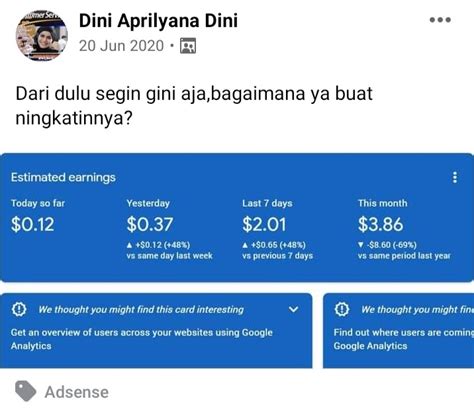 Dini Aprilyana Dini
20 Jun 2020 •
Dari dulu segin gini aja,bagaimana ya buat
ningkatinnya?
Estimated earnings
Today so far
$0.12
Yesterday
$0.37
▲ +$0.12 (+48%)
vs same day last week
Last 7 days
$2.01
▲ +$0.65 (+48%)
vs previous 7 days
This month
$3.86
▼ -$8.60 (-69%)
vs same period last year
We thought you might find this card interesting
Get an overview of users across your websites using Google
Analytics
We thought you might fin
Find out where users are coming
Google Analytics
Adsense